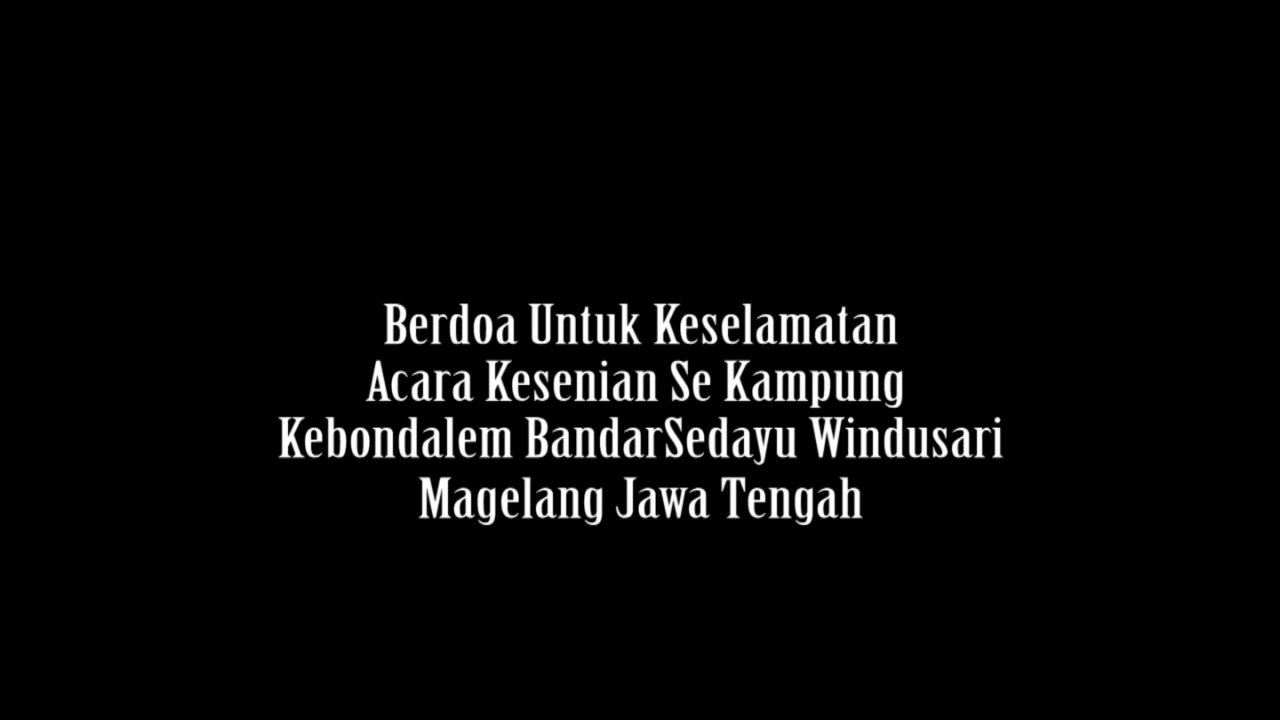 Berdoa Untuk Keselamatan
Acara Kesenian Se Kampung
Kebondalem BandarSedayu Windusari
Magelang Jawa Tengah